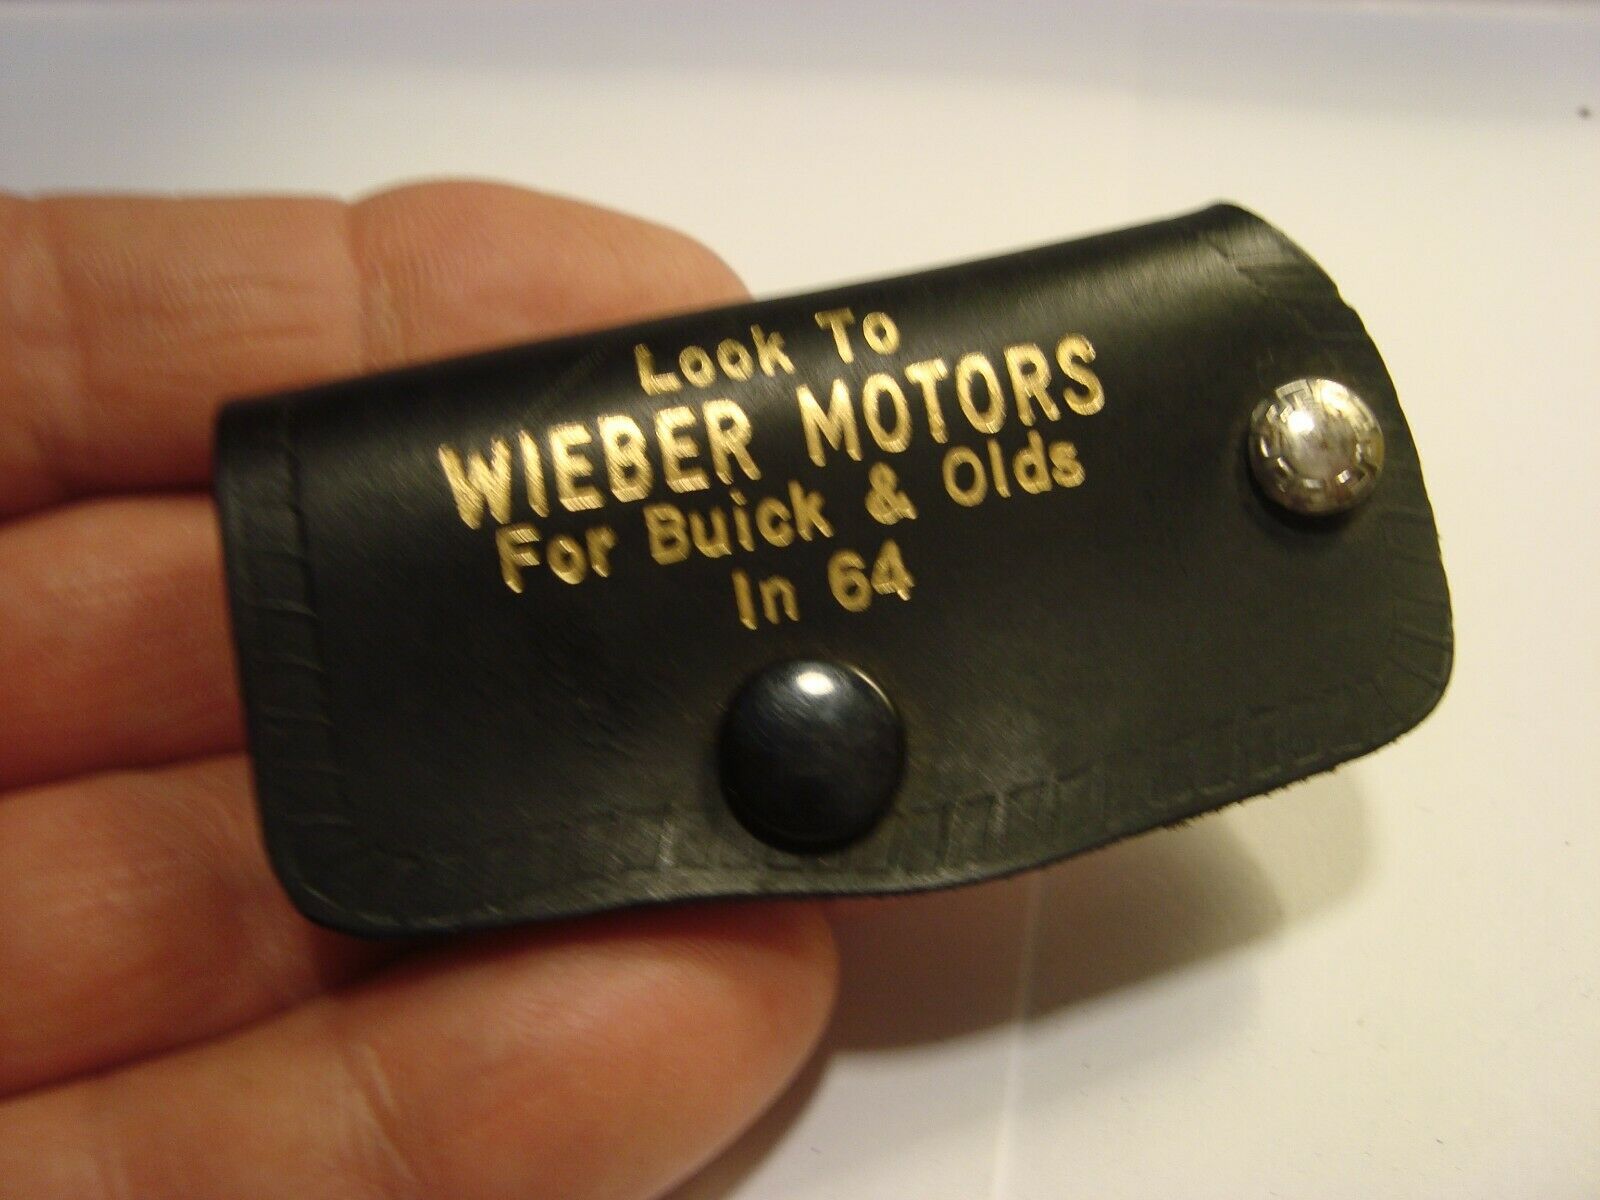 Look To
WIEBER MOTORS
For Buick & Olds
In 64